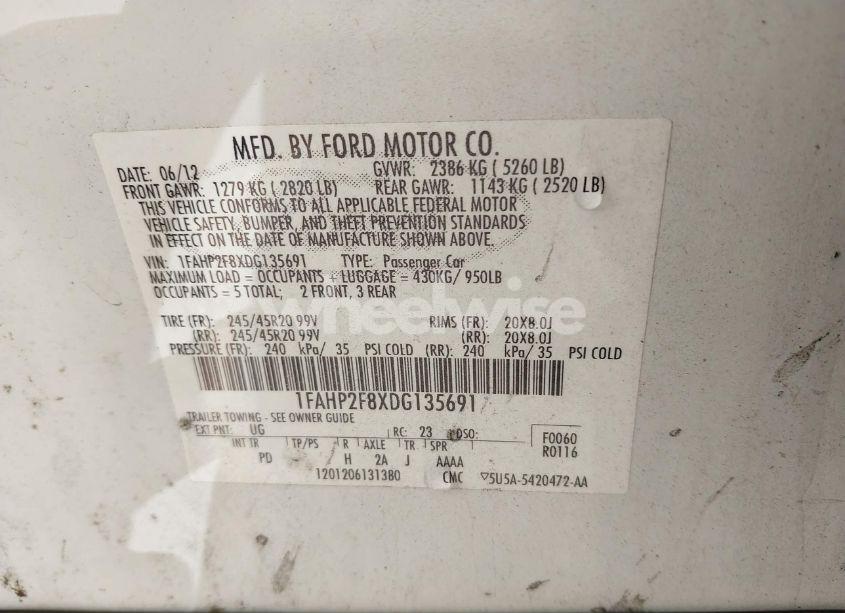 MFD. BY FORD MOTOR CO.
DATE: 06/12 GVWR: 2386 KG ( 5260 LB)
FRONT GAWR: 1279 KG ( 2820 LB) REAR GAWR: 1143 KG ( 2520 LB)
THIS VEHICLE CONFORMS TO ALL APPLICABLE FEDERAL MOTOR
VEHICLE SAFETY, BUMPER, AND THEFT PREVENTION STANDARDS
IN EFFECT ON THE DATE OF MANUFACTURE SHOWN ABOVE.
VIN: 1FAHP2F8XDG135691 TYPE: Passenger Car
MAXIMUM LOAD = OCCUPANTS + LUGGAGE = 430KG/ 950LB
OCCUPANTS = 5 TOTAL; 2 FRONT, 3 REAR
wheelwise
TIRE (FR): 245/45R20 99V RIMS (FR): 20X8.0J
(RR): 245/45R20 99V (RR): 20X8.0J
PRESSURE (FR): 240 kPa/ 35 PSI COLD (RR): 240 kPa/ 35 PSI COLD
1FAHP2F8XDG135691
TRAILER TOWING - SEE OWNER GUIDE
EXT PNT: UG RC: 23 DSO: F0060
INT TR TP/PS R AXLE TR SPR R0116
PD - H 2A J AAAA
1201206131380 CMC ▽5U5A-5420472-AA